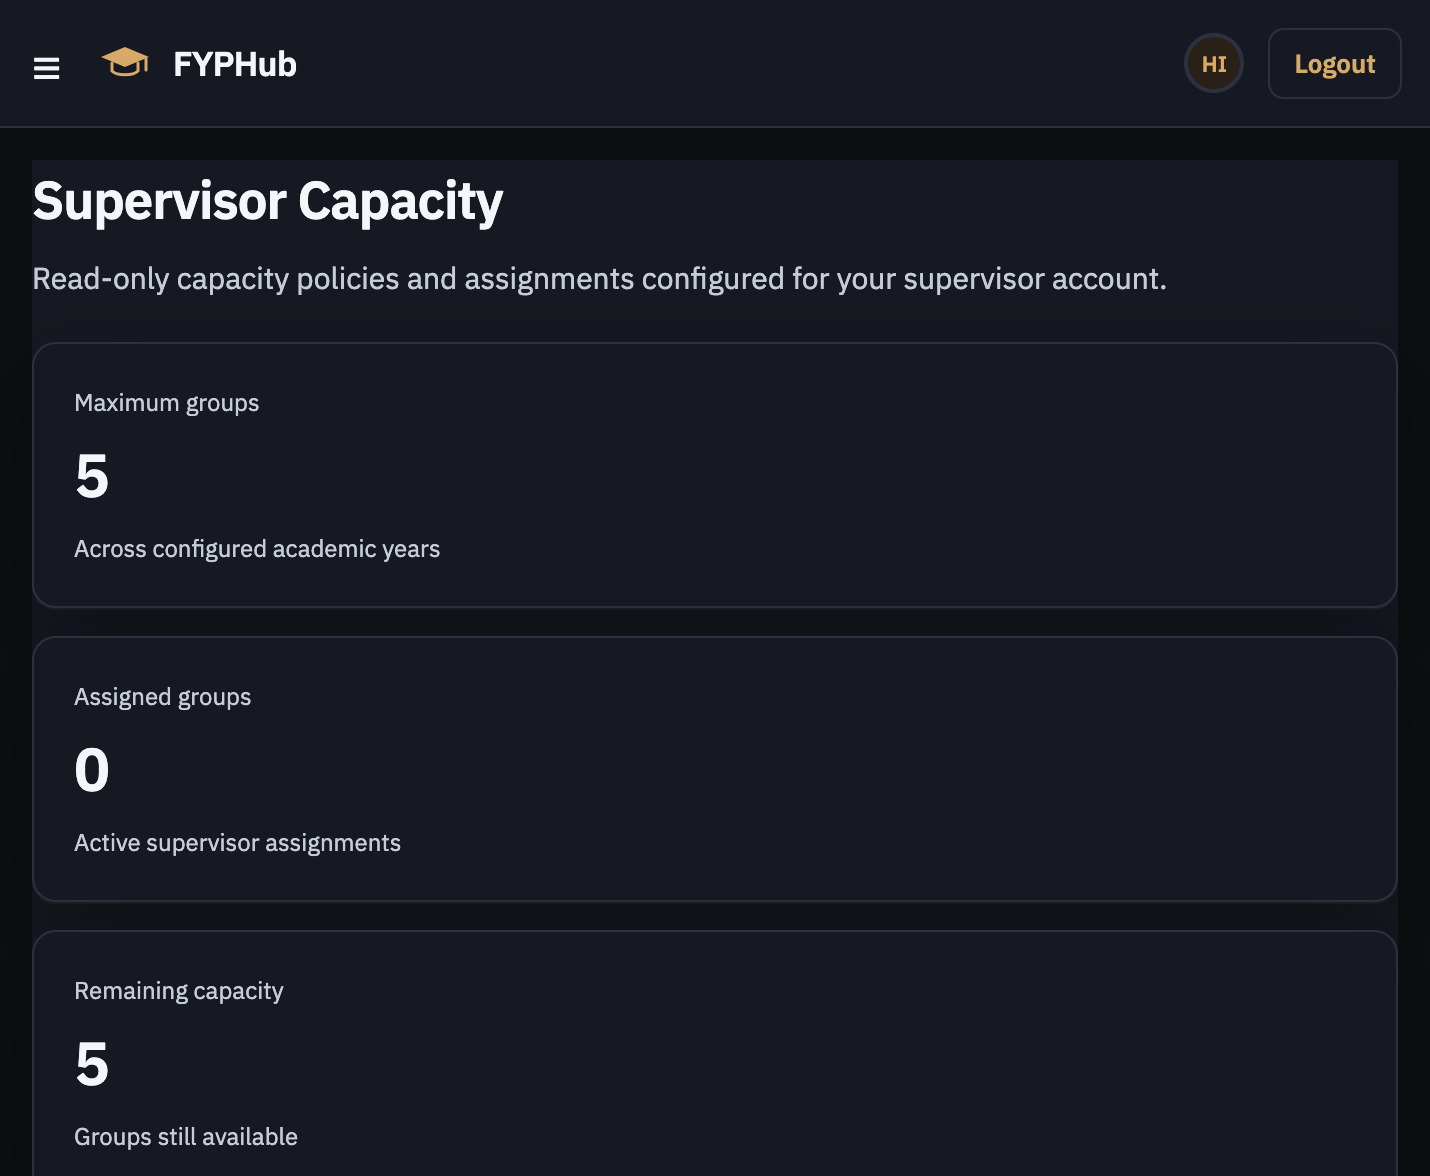 FYPHub
HI
Logout
Supervisor Capacity
Read-only capacity policies and assignments configured for your supervisor account.
Maximum groups
5
Across configured academic years
Assigned groups
0
Active supervisor assignments
Remaining capacity
5
Groups still available